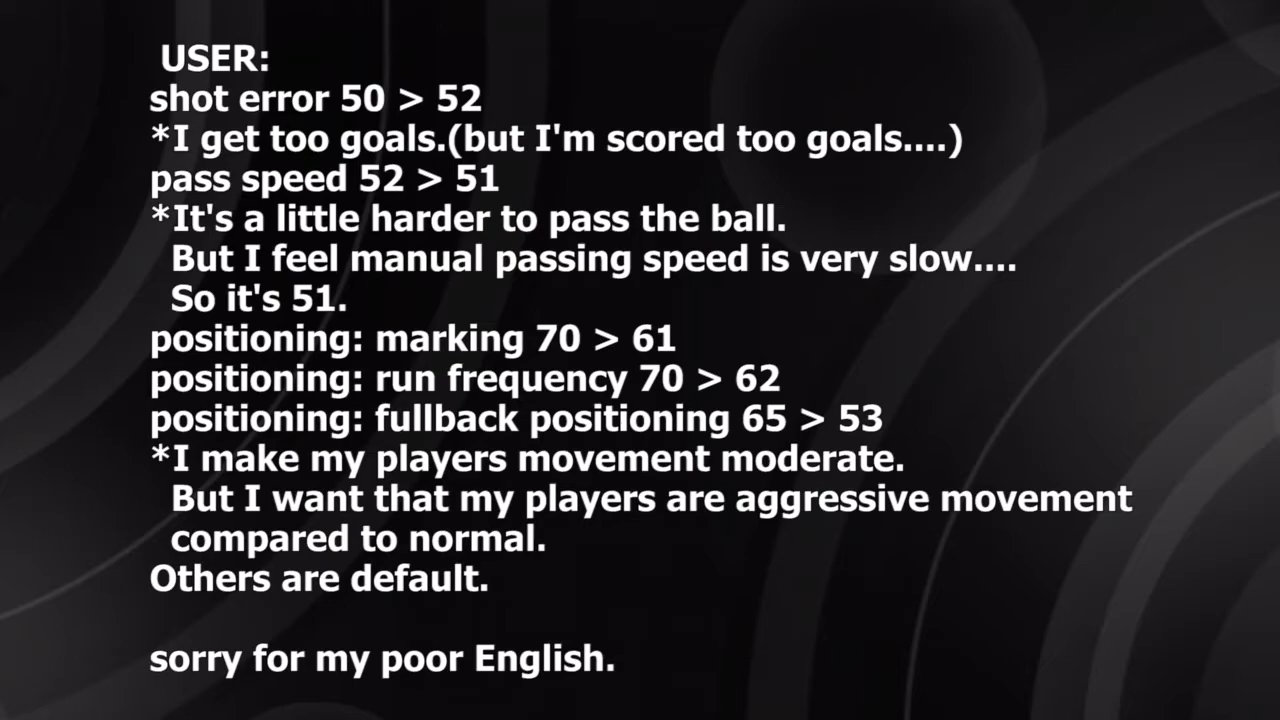 USER:
shot error 50 > 52
*I get too goals.(but I'm scored too goals....)
pass speed 52 > 51
*It's a little harder to pass the ball.
But I feel manual passing speed is very slow....
So it's 51.
positioning: marking 70 > 61
positioning: run frequency 70 > 62
positioning: fullback positioning 65 > 53
*I make my players movement moderate.
But I want that my players are aggressive movement
compared to normal.
Others are default.
sorry for my poor English.